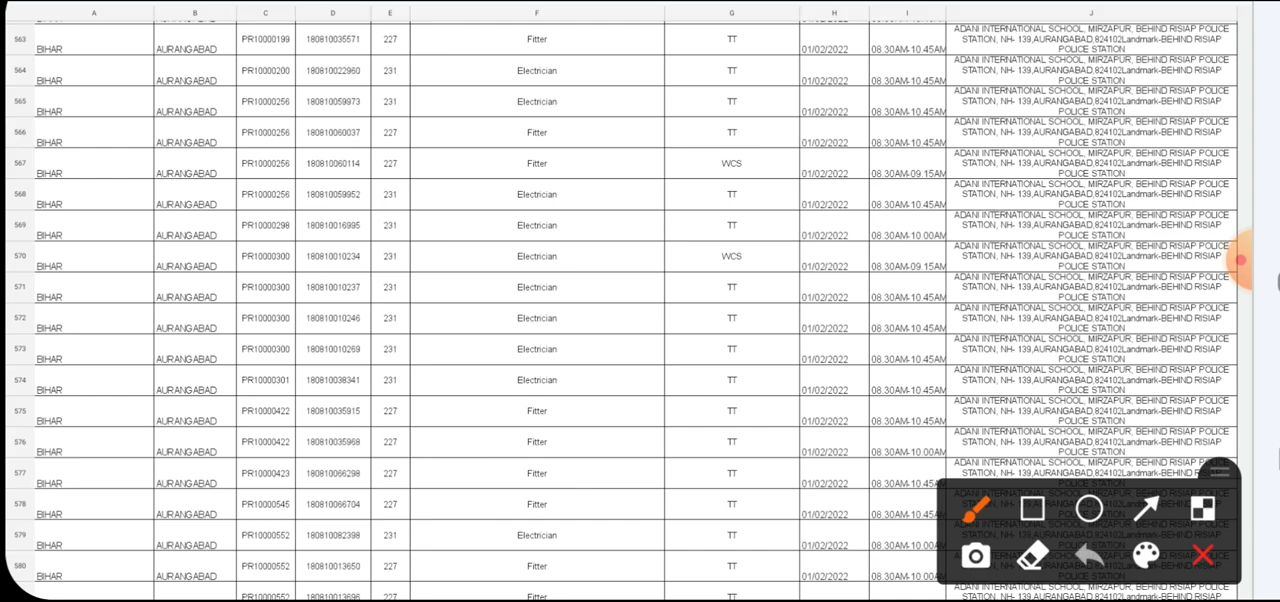 A B C D E F G H I J
563 BIHAR AURANGABAD PR10000199 180810035571 227 Fitter TT 01/02/2022 08.30AM-10.45AM ADANI INTERNATIONAL SCHOOL, MIRZAPUR, BEHIND RISIAP POLICE
STATION, NH- 139,AURANGABAD,824102Landmark-BEHIND RISIAP
POLICE STATION
564 BIHAR AURANGABAD PR10000200 180810022960 231 Electrician TT 01/02/2022 08.30AM-10.45AM ADANI INTERNATIONAL SCHOOL, MIRZAPUR, BEHIND RISIAP POLICE
STATION, NH- 139,AURANGABAD,824102Landmark-BEHIND RISIAP
POLICE STATION
565 BIHAR AURANGABAD PR10000256 180810059973 231 Electrician TT 01/02/2022 08.30AM-10.45AM ADANI INTERNATIONAL SCHOOL, MIRZAPUR, BEHIND RISIAP POLICE
STATION, NH- 139,AURANGABAD,824102Landmark-BEHIND RISIAP
POLICE STATION
566 BIHAR AURANGABAD PR10000256 180810060037 227 Fitter TT 01/02/2022 08.30AM-10.45AM ADANI INTERNATIONAL SCHOOL, MIRZAPUR, BEHIND RISIAP POLICE
STATION, NH- 139,AURANGABAD,824102Landmark-BEHIND RISIAP
POLICE STATION
567 BIHAR AURANGABAD PR10000256 180810060114 227 Fitter WCS 01/02/2022 08.30AM-09.15AM ADANI INTERNATIONAL SCHOOL, MIRZAPUR, BEHIND RISIAP POLICE
STATION, NH- 139,AURANGABAD,824102Landmark-BEHIND RISIAP
POLICE STATION
568 BIHAR AURANGABAD PR10000256 180810059952 231 Electrician TT 01/02/2022 08.30AM-10.45AM ADANI INTERNATIONAL SCHOOL, MIRZAPUR, BEHIND RISIAP POLICE
STATION, NH- 139,AURANGABAD,824102Landmark-BEHIND RISIAP
POLICE STATION
569 BIHAR AURANGABAD PR10000298 180810016995 231 Electrician TT 01/02/2022 08.30AM-10.00AM ADANI INTERNATIONAL SCHOOL, MIRZAPUR, BEHIND RISIAP POLICE
STATION, NH- 139,AURANGABAD,824102Landmark-BEHIND RISIAP
POLICE STATION
570 BIHAR AURANGABAD PR10000300 180810010234 231 Electrician WCS 01/02/2022 08.30AM-09.15AM ADANI INTERNATIONAL SCHOOL, MIRZAPUR, BEHIND RISIAP POLICE
STATION, NH- 139,AURANGABAD,824102Landmark-BEHIND RISIAP
POLICE STATION
571 BIHAR AURANGABAD PR10000300 180810010237 231 Electrician TT 01/02/2022 08.30AM-10.45AM ADANI INTERNATIONAL SCHOOL, MIRZAPUR, BEHIND RISIAP POLICE
STATION, NH- 139,AURANGABAD,824102Landmark-BEHIND RISIAP
POLICE STATION
572 BIHAR AURANGABAD PR10000300 180810010246 231 Electrician TT 01/02/2022 08.30AM-10.45AM ADANI INTERNATIONAL SCHOOL, MIRZAPUR, BEHIND RISIAP POLICE
STATION, NH- 139,AURANGABAD,824102Landmark-BEHIND RISIAP
POLICE STATION
573 BIHAR AURANGABAD PR10000300 180810010269 231 Electrician TT 01/02/2022 08.30AM-10.45AM ADANI INTERNATIONAL SCHOOL, MIRZAPUR, BEHIND RISIAP POLICE
STATION, NH- 139,AURANGABAD,824102Landmark-BEHIND RISIAP
POLICE STATION
574 BIHAR AURANGABAD PR10000301 180810038341 231 Electrician TT 01/02/2022 08.30AM-10.45AM ADANI INTERNATIONAL SCHOOL, MIRZAPUR, BEHIND RISIAP POLICE
STATION, NH- 139,AURANGABAD,824102Landmark-BEHIND RISIAP
POLICE STATION
575 BIHAR AURANGABAD PR10000422 180810035915 227 Fitter TT 01/02/2022 08.30AM-10.45AM ADANI INTERNATIONAL SCHOOL, MIRZAPUR, BEHIND RISIAP POLICE
STATION, NH- 139,AURANGABAD,824102Landmark-BEHIND RISIAP
POLICE STATION
576 BIHAR AURANGABAD PR10000422 180810035968 227 Fitter TT 01/02/2022 08.30AM-10.00AM ADANI INTERNATIONAL SCHOOL, MIRZAPUR, BEHIND RISIAP POLICE
STATION, NH- 139,AURANGABAD,824102Landmark-BEHIND RISIAP
POLICE STATION
577 BIHAR AURANGABAD PR10000423 180810066298 227 Fitter TT 01/02/2022 08.30AM-10.45AM ADANI INTERNATIONAL SCHOOL, MIRZAPUR, BEHIND RISIAP POLICE
STATION, NH- 139,AURANGABAD,824102Landmark-BEHIND
578 BIHAR AURANGABAD PR10000545 180810066704 227 Fitter TT 01/02/2022 08.30AM-10.45A
579 BIHAR AURANGABAD PR10000552 180810082398 231 Electrician TT 01/02/2022 08.30AM-10.00A
580 BIHAR AURANGABAD PR10000552 180810013650 227 Fitter TT 01/02/2022 08.30AM-10.00A
PR10000552 227 Fitter TT